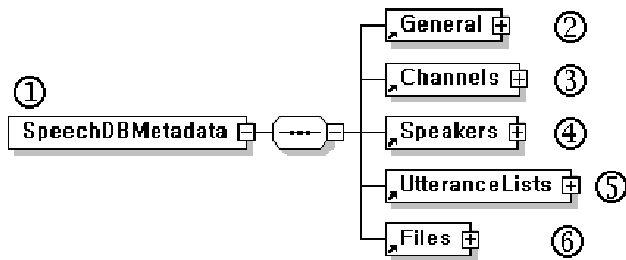 General ②
Channels ③
①
SpeechDBMetadata
Speakers ④
UtteranceLists ⑤
Files ⑥